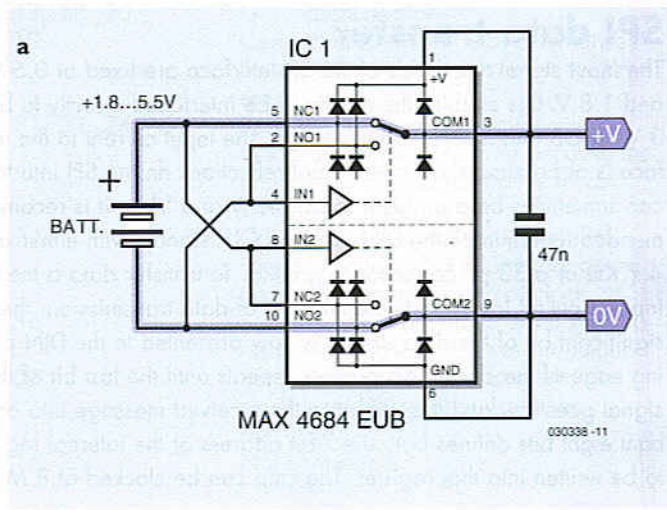 a
IC 1
+1.8...5.5V
1
+V
5
NC1
COM1
3
+V
2
NO1
4
IN1
+
BATT.
IN2
8
47n
7
NC2
COM2
9
0V
10
NO2
GND
6
MAX 4684 EUB
030338 -11